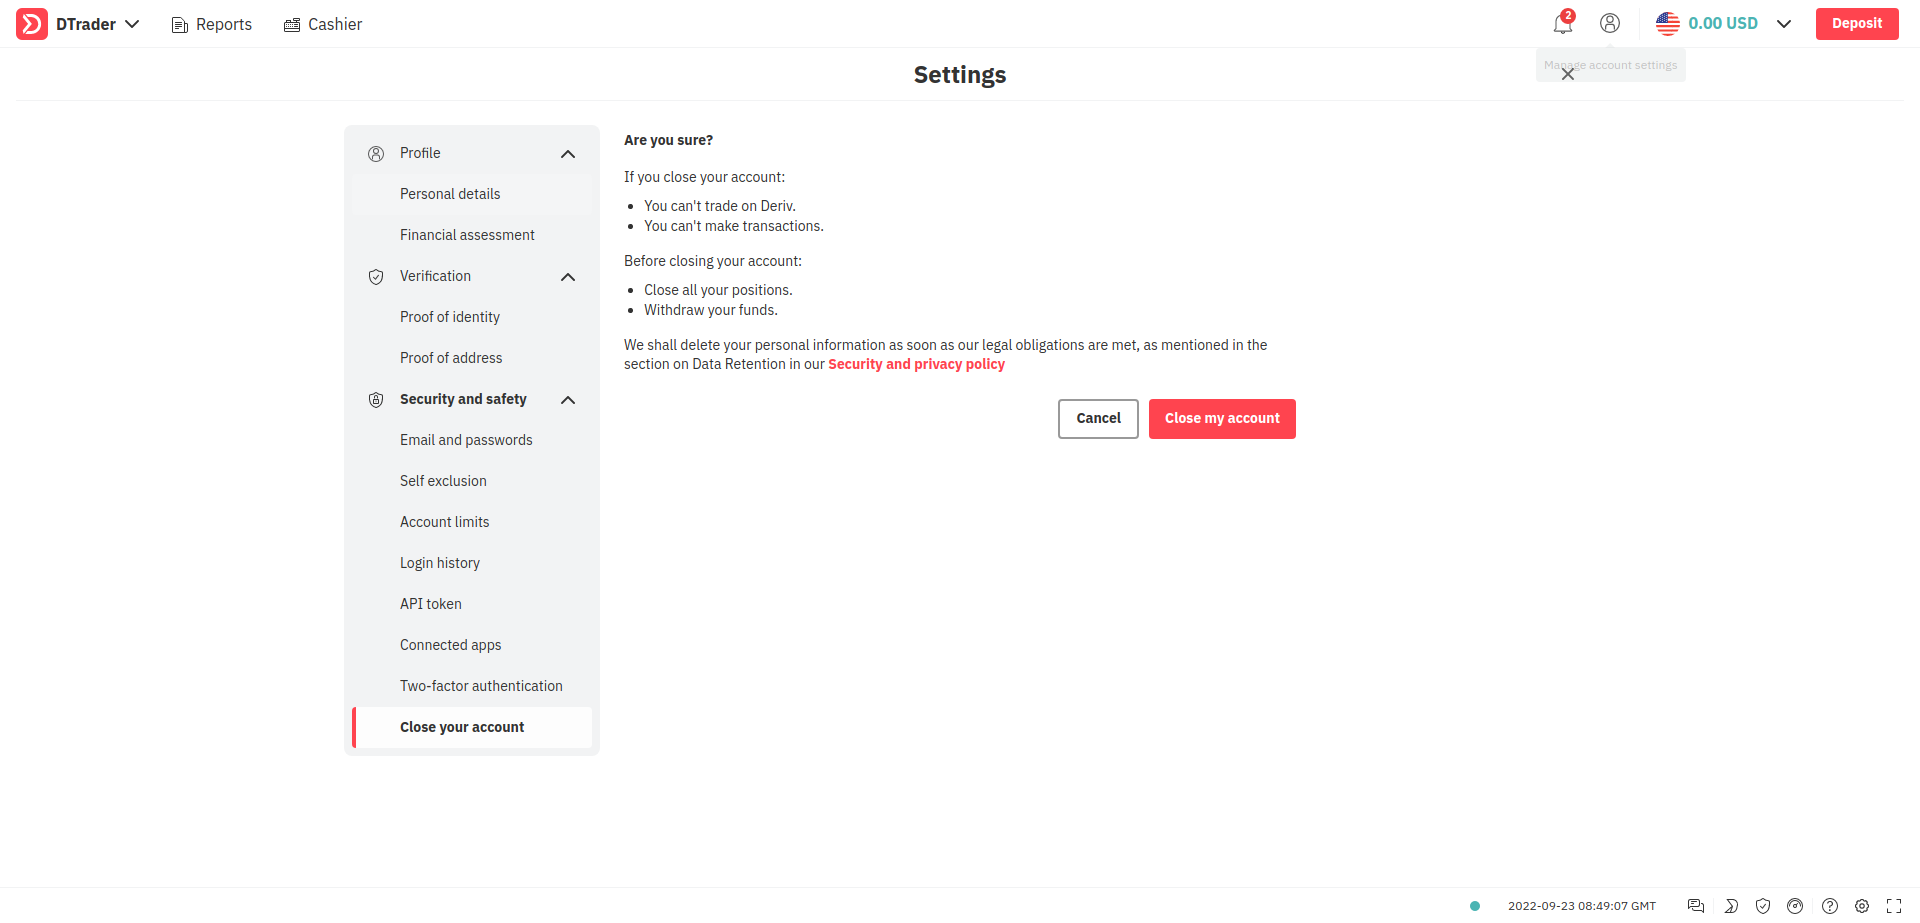 DTrader
Reports
Cashier
2
0.00 USD
Deposit
Manage account settings
Settings
Profile
Personal details
Financial assessment
Verification
Proof of identity
Proof of address
Security and safety
Email and passwords
Self exclusion
Account limits
Login history
API token
Connected apps
Two-factor authentication
Close your account
Are you sure?
If you close your account:
You can't trade on Deriv.
You can't make transactions.
Before closing your account:
Close all your positions.
Withdraw your funds.
We shall delete your personal information as soon as our legal obligations are met, as mentioned in the
section on Data Retention in our Security and privacy policy
Cancel
Close my account
2022-09-23 08:49:07 GMT